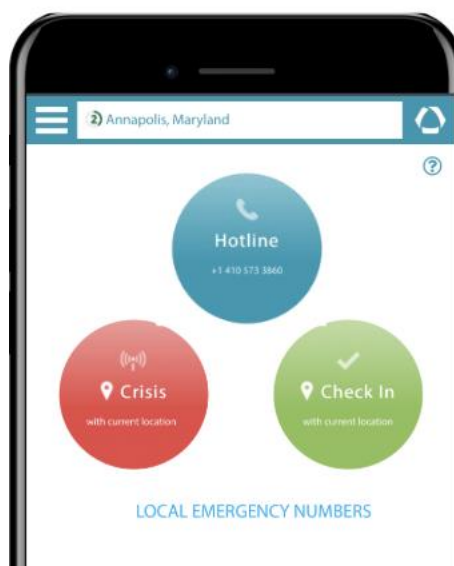 2 Annapolis, Maryland
?
Hotline
+1 410 573 3860
Crisis
with current location
Check In
with current location
LOCAL EMERGENCY NUMBERS